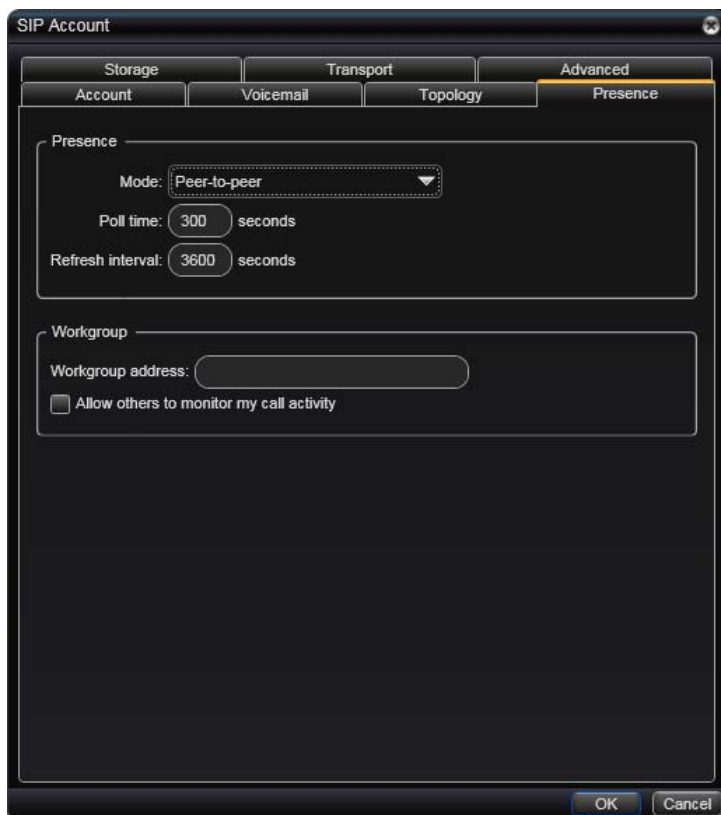 SIP Account
Storage Transport Advanced
Account Voicemail Topology Presence
Presence
Mode: Peer-to-peer
Poll time: 300 seconds
Refresh interval: 3600 seconds
Workgroup
Workgroup address:
Allow others to monitor my call activity
OK Cancel